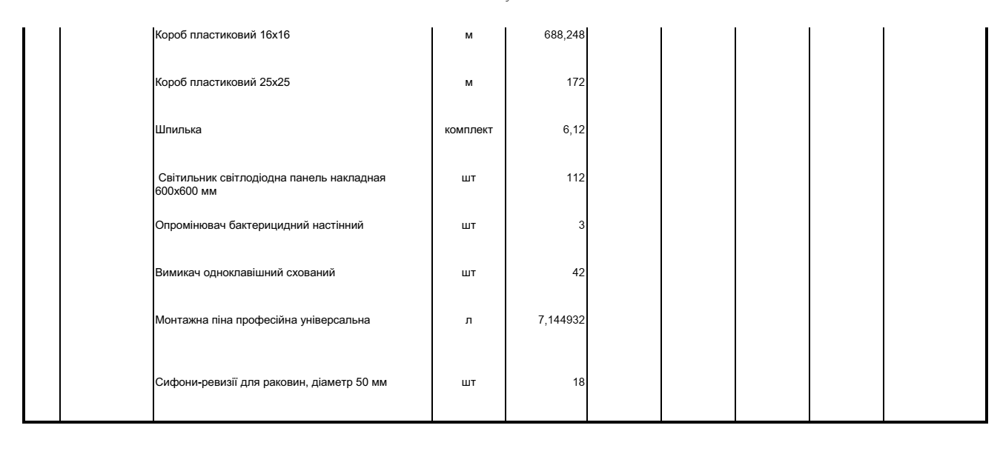 Короб пластиковий 16х16 м 688,248
Короб пластиковий 25х25 м 172
Шпилька комплект 6,12
Світильник світлодіодна панель накладная шт 112
600х600 мм
Опромінювач бактерицидний настінний шт 3
Вимикач одноклавішний схований шт 42
Монтажна піна професійна універсальна л 7,144932
Сифони-ревизії для раковин, діаметр 50 мм шт 18